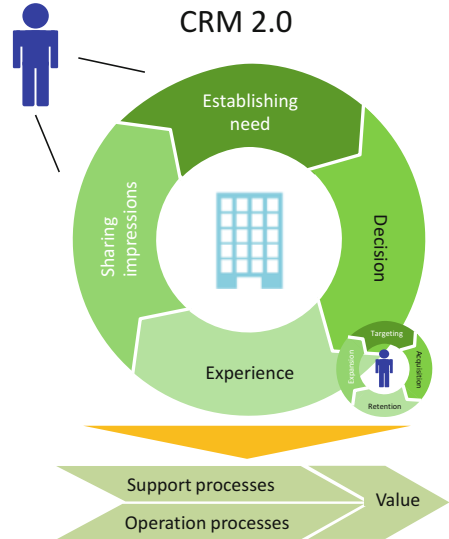 CRM 2.0
Establishing
need
Decision
Experience
Sharing
impressions
Targeting
Acquisition
Retention
Expansion
Support processes
Operation processes
Value